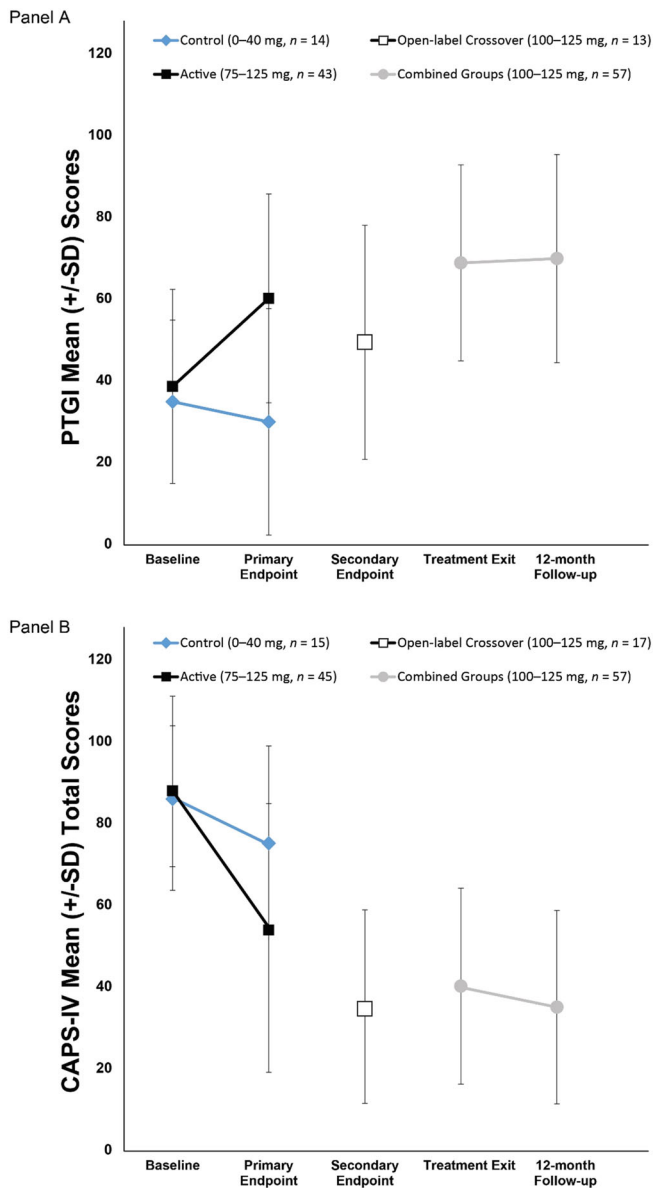 Panel A
Control (0–40 mg, n = 14)
Open-label Crossover (100–125 mg, n = 13)
Active (75–125 mg, n = 43)
Combined Groups (100–125 mg, n = 57)
PTGI Mean (+/-SD) Scores
120
100
80
60
40
20
0
Baseline
Primary Endpoint
Secondary Endpoint
Treatment Exit
12-month Follow-up
Panel B
Control (0–40 mg, n = 15)
Open-label Crossover (100–125 mg, n = 17)
Active (75–125 mg, n = 45)
Combined Groups (100–125 mg, n = 57)
CAPS-IV Mean (+/-SD) Total Scores
120
100
80
60
40
20
0
Baseline
Primary Endpoint
Secondary Endpoint
Treatment Exit
12-month Follow-up